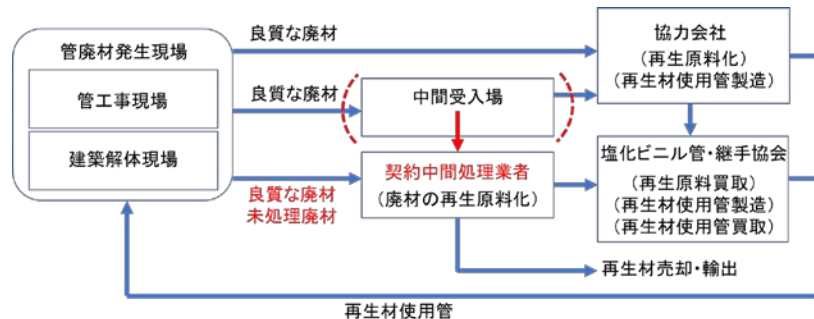 管廃材発生現場
管工事現場
建築解体現場
良質な廃材
良質な廃材
良質な廃材
未処理廃材
中間受入場
契約中間処理業者
(廃材の再生原料化)
協力会社
(再生原料化)
(再生材使用管製造)
塩化ビニル管・継手協会
(再生原料買取)
(再生材使用管製造)
(再生材使用管買取)
再生材売却・輸出
再生材使用管